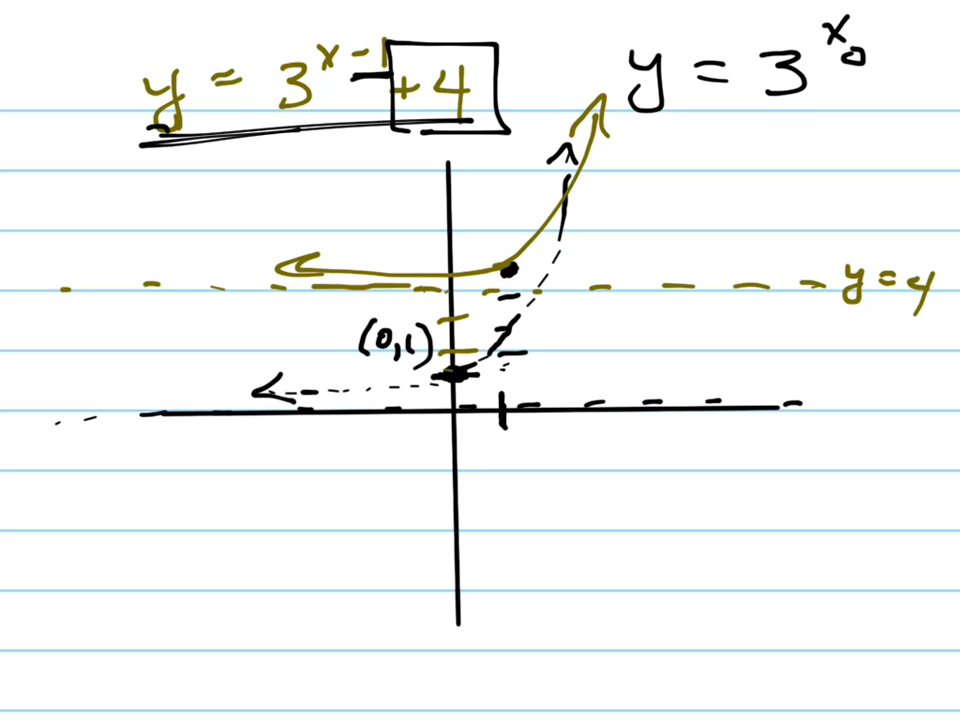 y = 3^{x-1} + 4
y = 3^x
y = 4
(0,1)